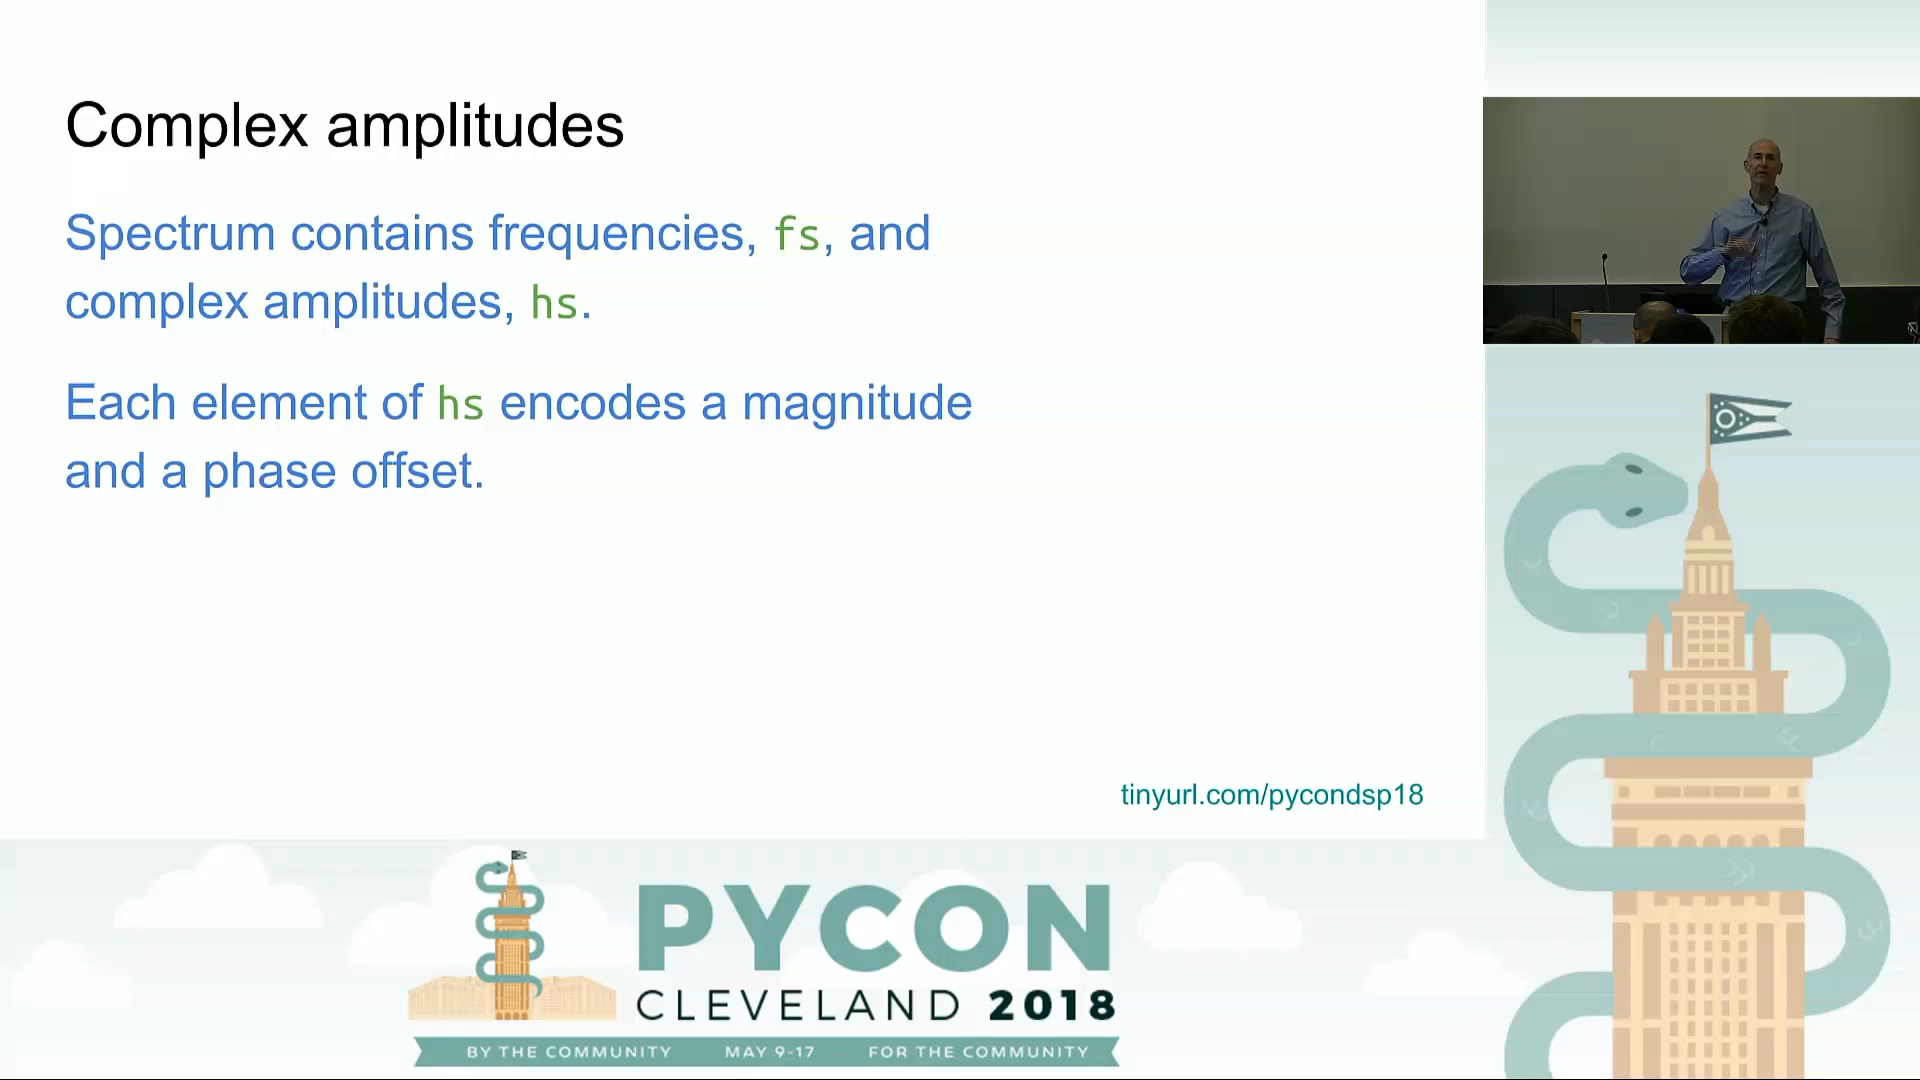 Complex amplitudes
Spectrum contains frequencies, fs, and
complex amplitudes, hs.
Each element of hs encodes a magnitude
and a phase offset.
tinyurl.com/pycondsp18
PYCON
CLEVELAND 2018
BY THE COMMUNITY MAY 9-17 FOR THE COMMUNITY